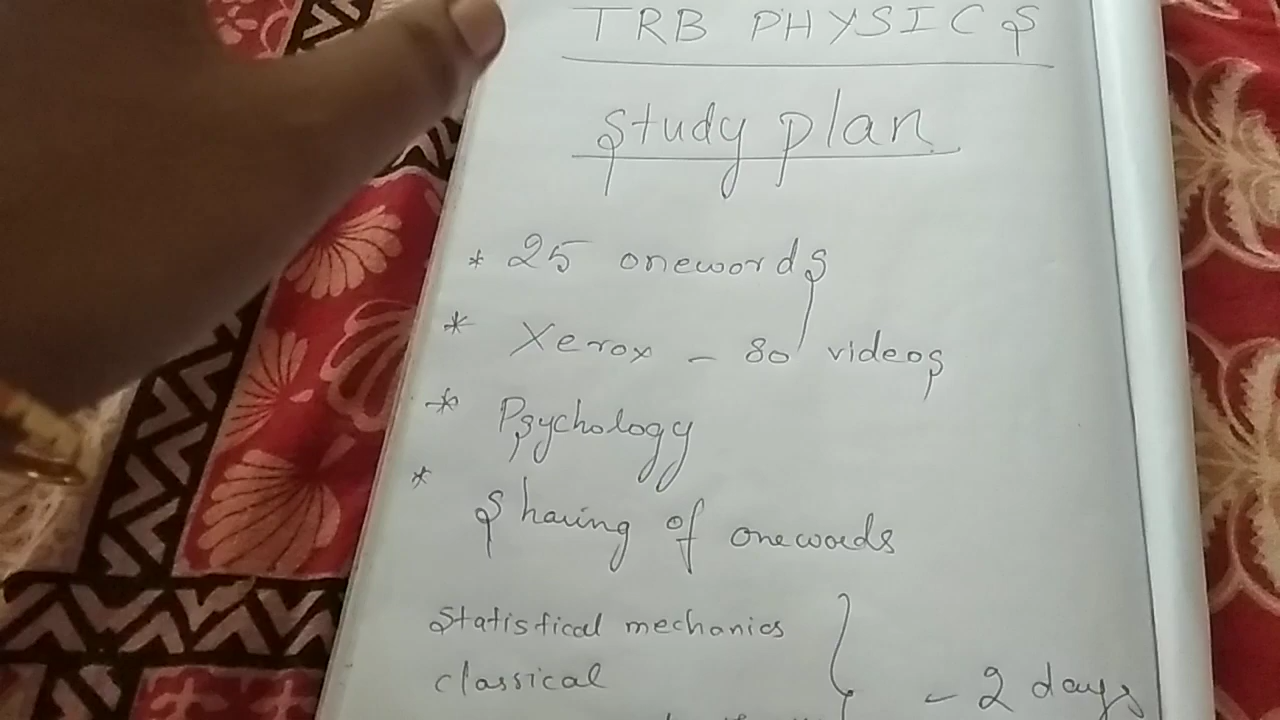 TRB PHYSICS
study plan
* 25 onewords
* Xerox - 80 videos
* Psychology
* Sharing of onewords
Statistical mechanics
classical
- 2 days